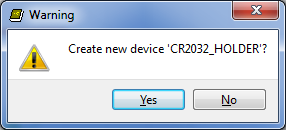 Warning
Create new device 'CR2032_HOLDER'?
Yes
No